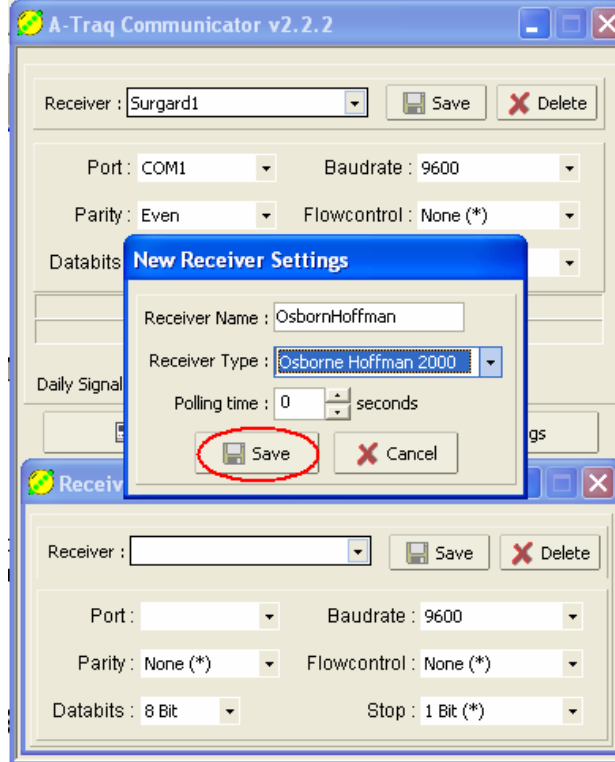 A-Traq Communicator v2.2.2
Receiver : Surgard1 Save Delete
Port : COM1 Baudrate : 9600
Parity : Even Flowcontrol : None (*)
Databits
New Receiver Settings
Receiver Name : OsbornHoffman
Receiver Type : Osborne Hoffman 2000
Polling time : 0 seconds
Daily Signal
Save Cancel
gs
Receiv
Receiver : Save Delete
Port : Baudrate : 9600
Parity : None (*) Flowcontrol : None (*)
Databits : 8 Bit Stop : 1 Bit (*)